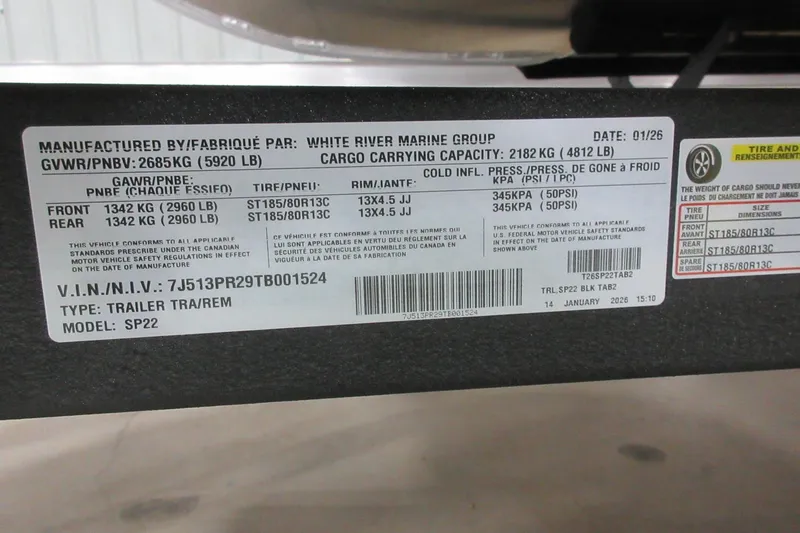 MANUFACTURED BY/FABRIQUÉ PAR: WHITE RIVER MARINE GROUP DATE: 01/26
GVWR/PNBV: 2685KG (5920 LB) CARGO CARRYING CAPACITY: 2182 KG ( 4812 LB)
GAWR/PNBE: COLD INFL. PRESS./PRESS. DE GONE à FROID
PNBE (CHAQUE ESSIEO) TIRE/PNEU: RIM/JANTE: KPA (PSI / LPC)
FRONT 1342 KG ( 2960 LB) ST185/80R13C 13X4.5 JJ 345KPA (50PSI)
REAR 1342 KG ( 2960 LB) ST185/80R13C 13X4.5 JJ 345KPA (50PSI)
THIS VEHICLE CONFORMS TO ALL APPLICABLE
STANDARDS PRESCRIBED UNDER THE CANADIAN
MOTOR VEHICLE SAFETY REGULATIONS IN EFFECT
ON THE DATE OF MANUFACTURE
CE VÉHICULE EST CONFORME à TOUTES LES NORMES QUI
LUI SONT APPLICABLES EN VERTU DEU REGLEMENT SUR LA
SÉCURITÉ DES VÉHICULES AUTOMOBILES DU CANADA EN
VIGUEUR à LA DATE DE SA FABRICATION
THIS VEHICLE CONFORMS TO ALL APPLICABLE
U.S. FEDERAL MOTOR VEHICLE SAFETY STANDARDS
IN EFFECT ON THE DATE OF MANUFACTURE
T26SP22TAB2
V.I.N./N.I.V.: 7J513PR29TB001524
7J513PR29TB001524
TRL.SP22 BLK TAB2
TYPE: TRAILER TRA/REM
14 JANUARY 2026 15:10
MODEL: SP22
TIRE AND
RENSEIGNEMENTS
THE WEIGHT OF CARGO SHOULD NEVER
LE POIDS DU CHARGEMENT NE DOIT JAMAIS
TIRE
PNEU
SIZE
DIMENSIONS
FRONT
AVANT
ST185/80R13C
REAR
ARRIÈRE
ST185/80R13C
SPARE
DE SECOURS
ST185/80R13C